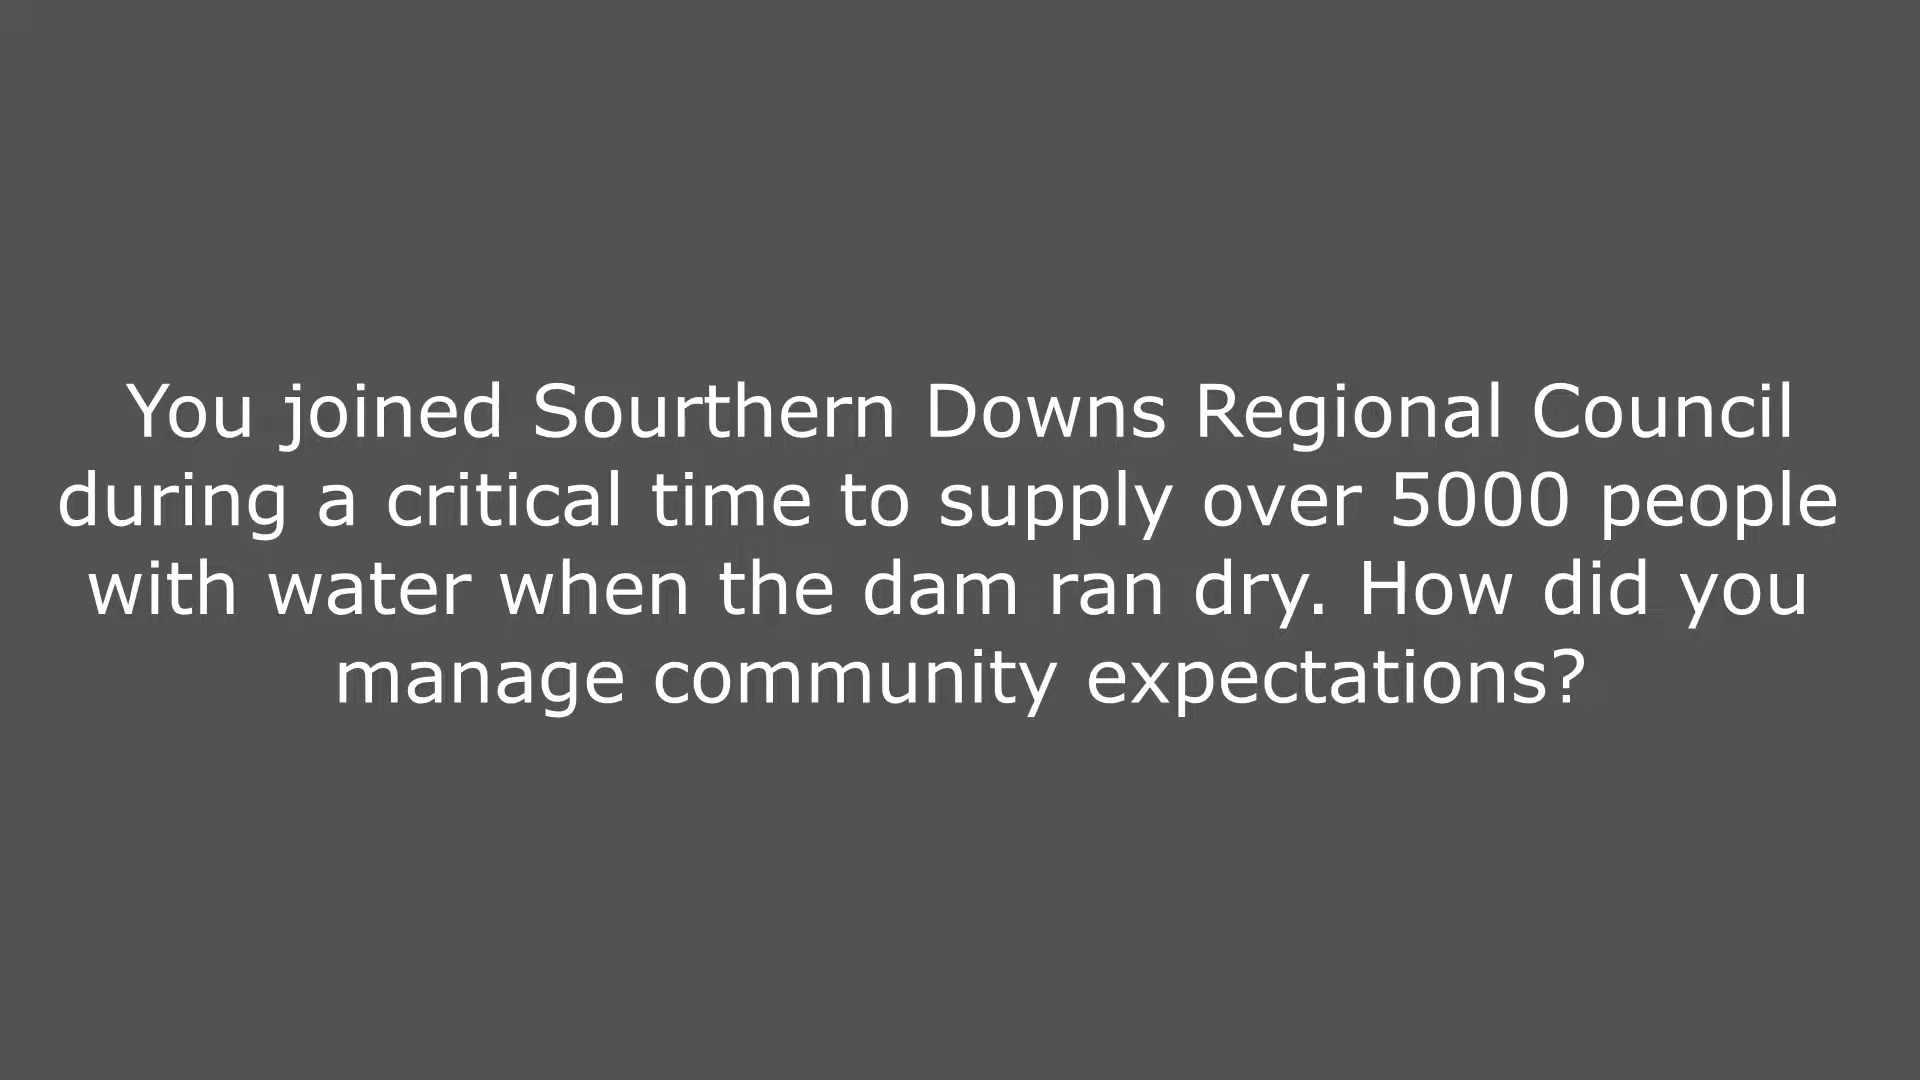 You joined Sourthern Downs Regional Council
during a critical time to supply over 5000 people
with water when the dam ran dry. How did you
manage community expectations?